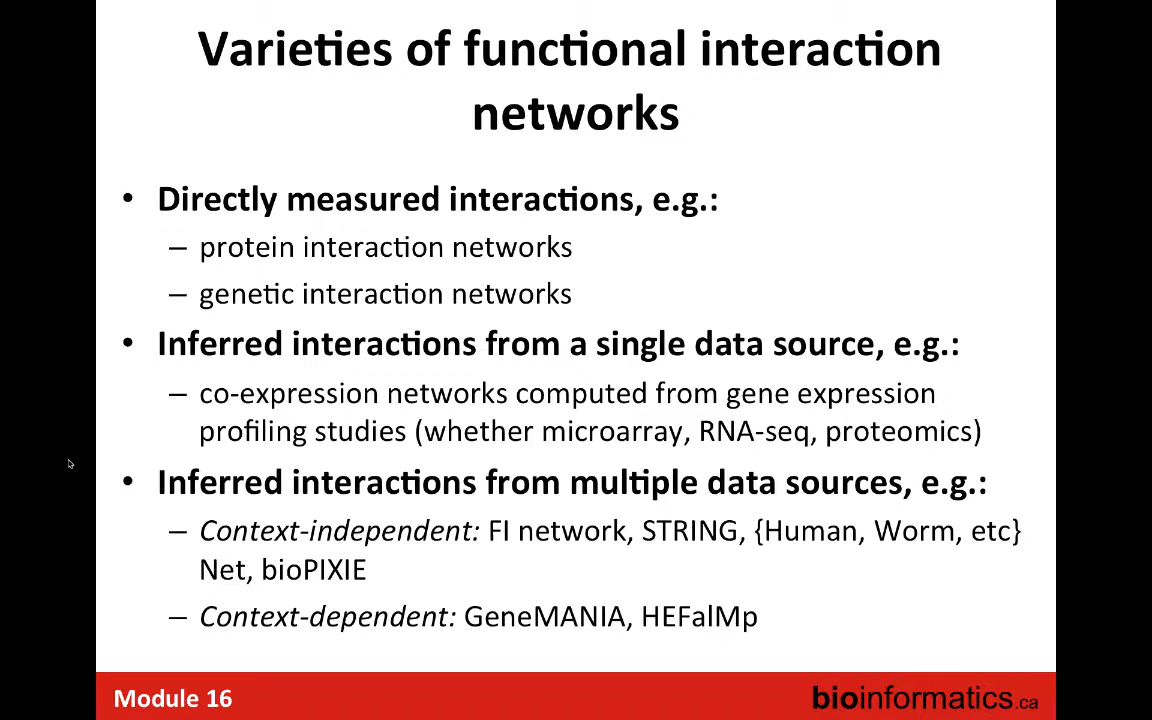 Varieties of functional interaction
networks
• Directly measured interactions, e.g.:
– protein interaction networks
– genetic interaction networks
• Inferred interactions from a single data source, e.g.:
– co-expression networks computed from gene expression
profiling studies (whether microarray, RNA-seq, proteomics)
• Inferred interactions from multiple data sources, e.g.:
– Context-independent: FI network, STRING, {Human, Worm, etc}
Net, bioPIXIE
– Context-dependent: GeneMANIA, HEFalMp
Module 16
bioinformatics.ca